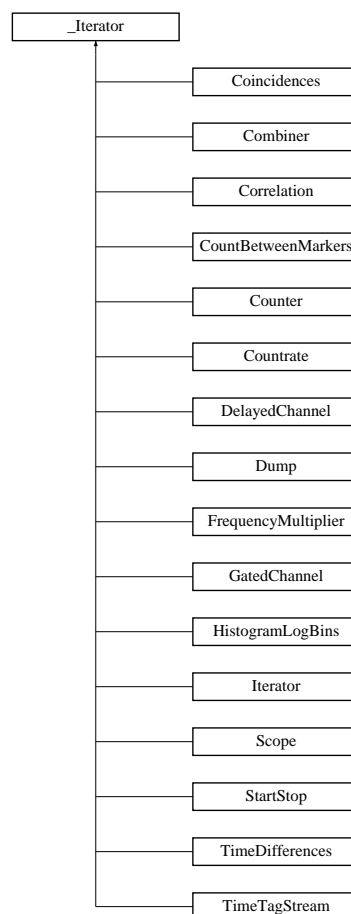 _Iterator
Coincidences
Combiner
Correlation
CountBetweenMarkers
Counter
Countrate
DelayedChannel
Dump
FrequencyMultiplier
GatedChannel
HistogramLogBins
Iterator
Scope
StartStop
TimeDifferences
TimeTagStream